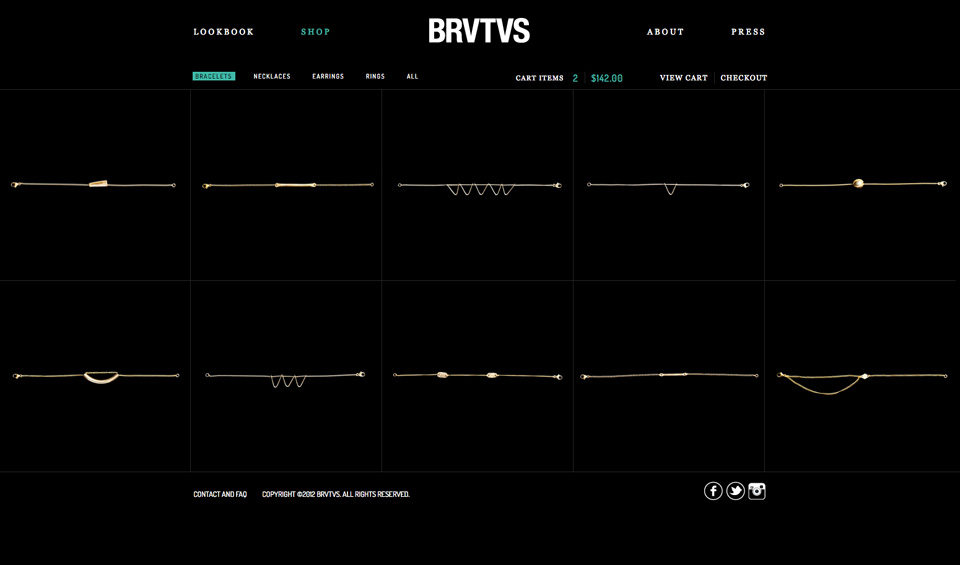 LOOKBOOK SHOP BRVTVS ABOUT PRESS
BRACELETS NECKLACES EARRINGS RINGS ALL CART ITEMS 2 $142.00 VIEW CART CHECKOUT
CONTACT AND FAQ COPYRIGHT ©2012 BRVTVS. ALL RIGHTS RESERVED.